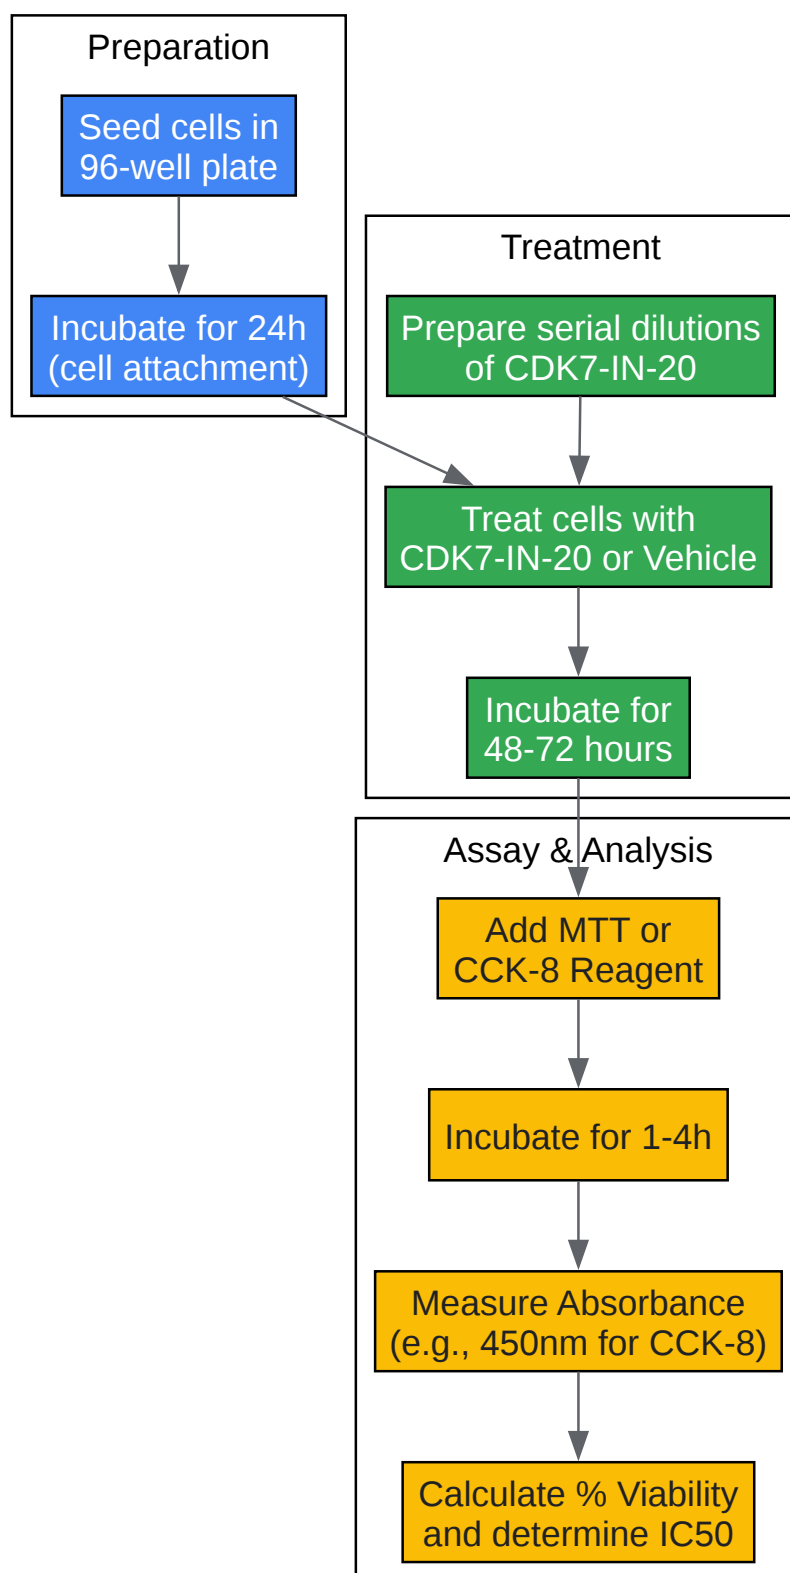 Preparation
Seed cells in
96-well plate
Incubate for 24h
(cell attachment)
Treatment
Prepare serial dilutions
of CDK7-IN-20
Treat cells with
CDK7-IN-20 or Vehicle
Incubate for
48-72 hours
Assay & Analysis
Add MTT or
CCK-8 Reagent
Incubate for 1-4h
Measure Absorbance
(e.g., 450nm for CCK-8)
Calculate % Viability
and determine IC50